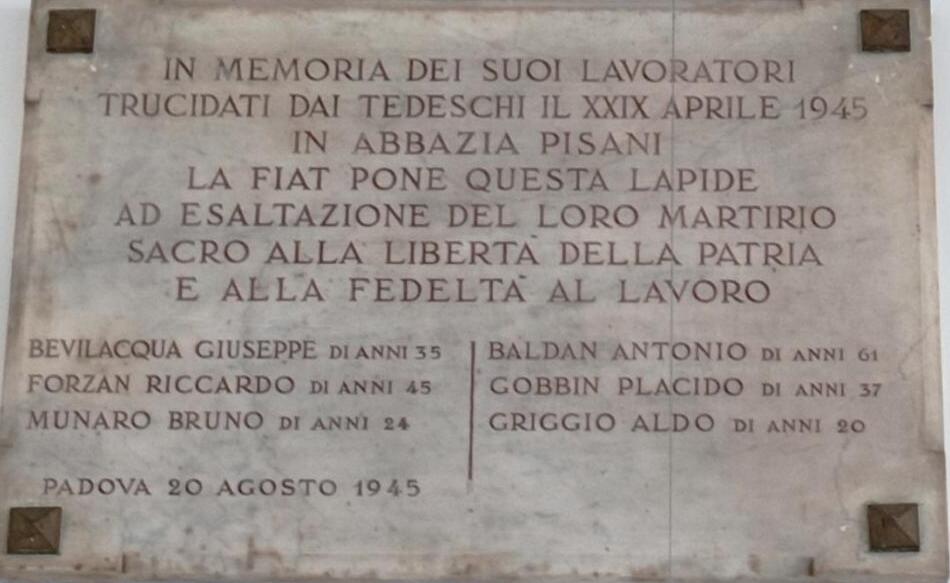 IN MEMORIA DEI SUOI LAVORATORI
TRUCIDATI DAI TEDESCHI IL XXIX APRILE 1945
IN ABBAZIA PISANI
LA FIAT PONE QUESTA LAPIDE
AD ESALTAZIONE DEL LORO MARTIRIO
SACRO ALLA LIBERTÀ DELLA PATRIA
E ALLA FEDELTÀ AL LAVORO
BEVILACQUA GIUSEPPE DI ANNI 35
FORZAN RICCARDO DI ANNI 45
MUNARO BRUNO DI ANNI 24
BALDAN ANTONIO DI ANNI 61
GOBBIN PLACIDO DI ANNI 37
GRIGGIO ALDO DI ANNI 20
PADOVA 20 AGOSTO 1945